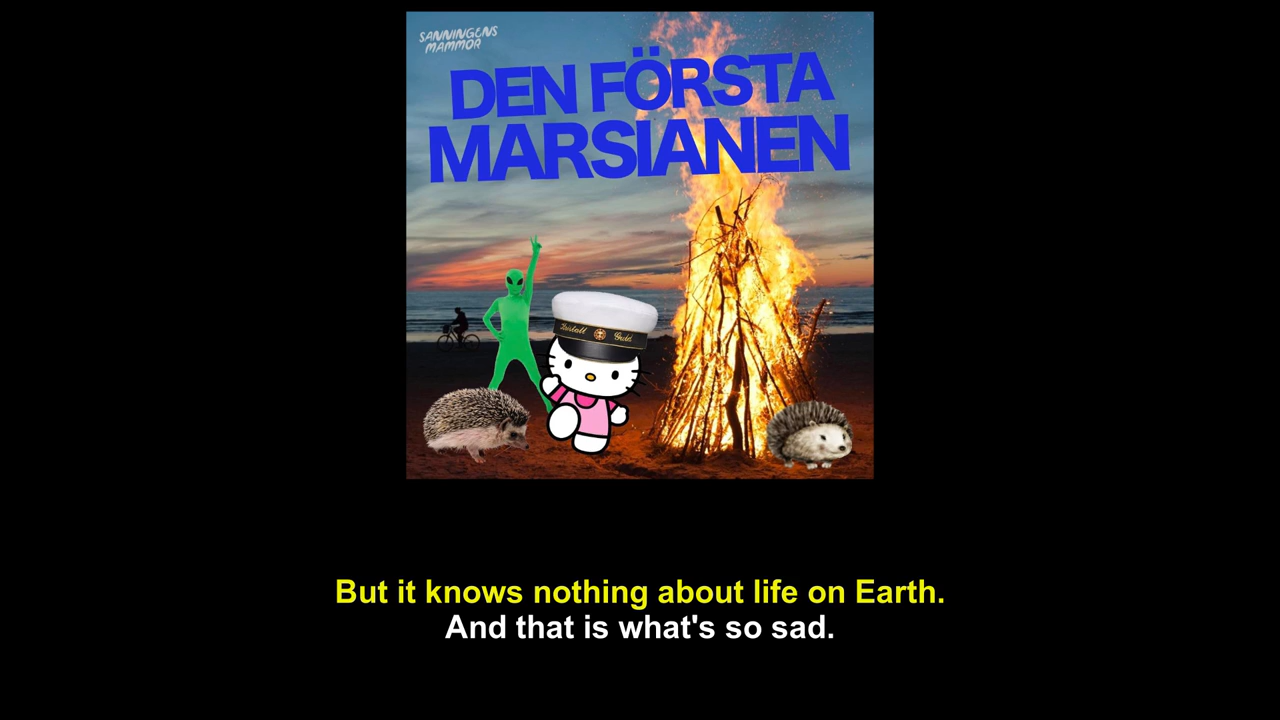 SANNINGENS
MAMMOR
DEN FÖRSTA
MARSIANEN
But it knows nothing about life on Earth.
And that is what's so sad.